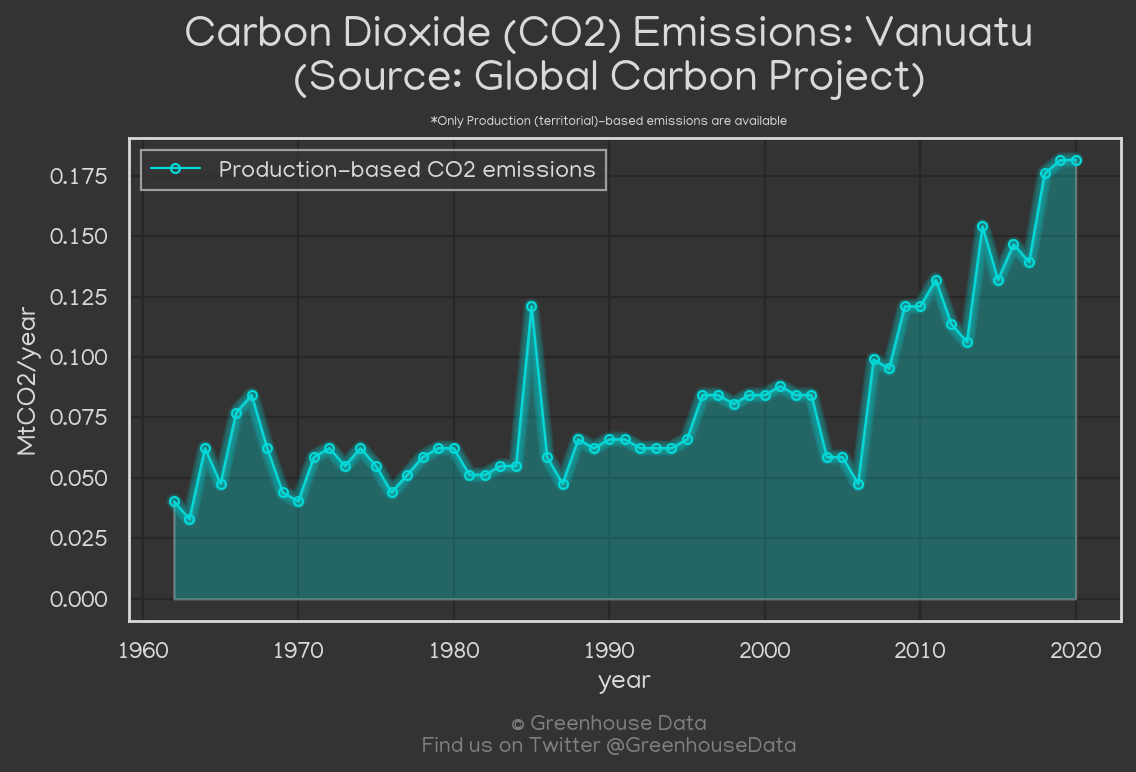 Carbon Dioxide (CO2) Emissions: Vanuatu
(Source: Global Carbon Project)
*Only Production (territorial)-based emissions are available
Production-based CO2 emissions
0.175
0.150
0.125
0.100
0.075
0.050
0.025
0.000
MtCO2/year
1960 1970 1980 1990 2000 2010 2020
year
© Greenhouse Data
Find us on Twitter @GreenhouseData